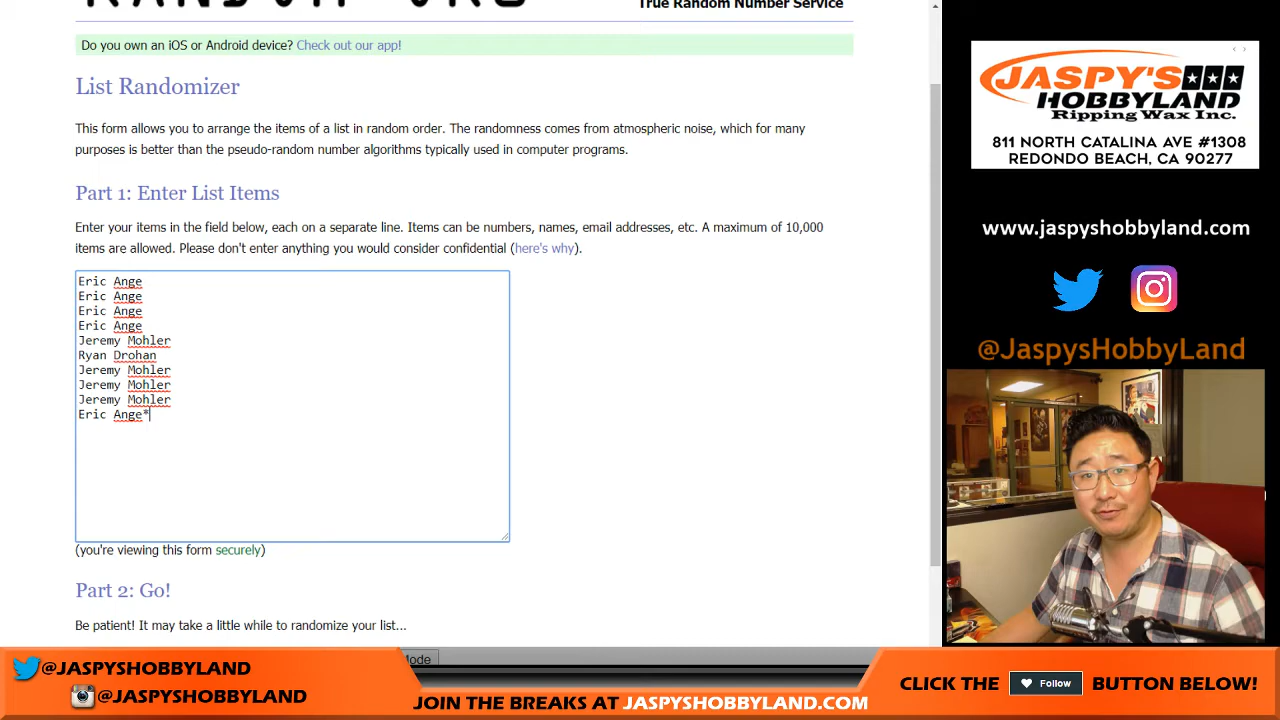 RANDOM ORG
True Random Number Service
Do you own an iOS or Android device? Check out our app!
List Randomizer
This form allows you to arrange the items of a list in random order. The randomness comes from atmospheric noise, which for many
purposes is better than the pseudo-random number algorithms typically used in computer programs.
Part 1: Enter List Items
Enter your items in the field below, each on a separate line. Items can be numbers, names, email addresses, etc. A maximum of 10,000
items are allowed. Please don't enter anything you would consider confidential (here's why).
Eric Ange
Eric Ange
Eric Ange
Eric Ange
Jeremy Mohler
Ryan Drohan
Jeremy Mohler
Jeremy Mohler
Jeremy Mohler
Eric Ange*
(you're viewing this form securely)
Part 2: Go!
Be patient! It may take a little while to randomize your list...
JASPY'S
HOBBYLAND
Ripping Wax Inc.
811 NORTH CATALINA AVE #1308
REDONDO BEACH, CA 90277
www.jaspyshobbyland.com
@JaspysHobbyLand
@JASPYSHOBBYLAND
@JASPYSHOBBYLAND
JOIN THE BREAKS AT JASPYSHOBBYLAND.COM
CLICK THE Follow BUTTON BELOW!